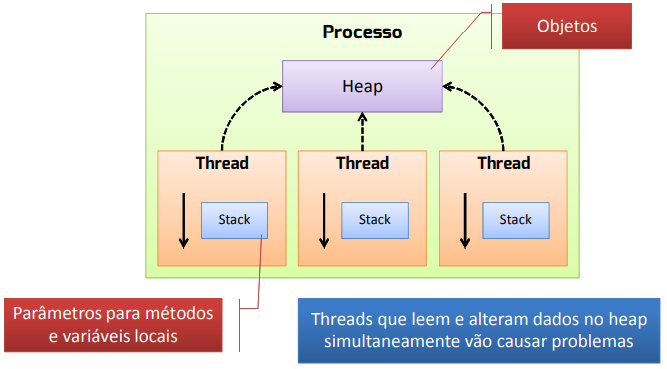 Processo
Objetos
Heap
Thread
Thread
Thread
Stack
Stack
Stack
Parâmetros para métodos
e variáveis locais
Threads que leem e alteram dados no heap
simultaneamente vão causar problemas